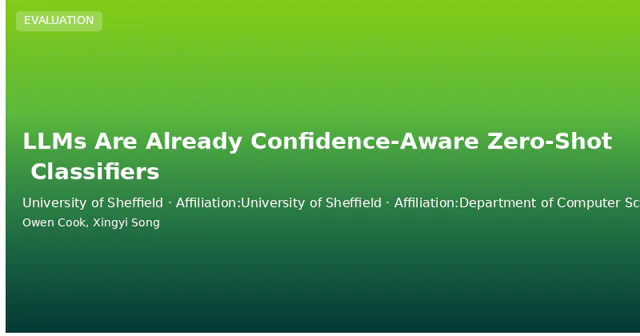 EVALUATION
LLMs Are Already Confidence-Aware Zero-Shot
Classifiers
University of Sheffield · Affiliation:University of Sheffield · Affiliation:Department of Computer Sc
Owen Cook, Xingyi Song